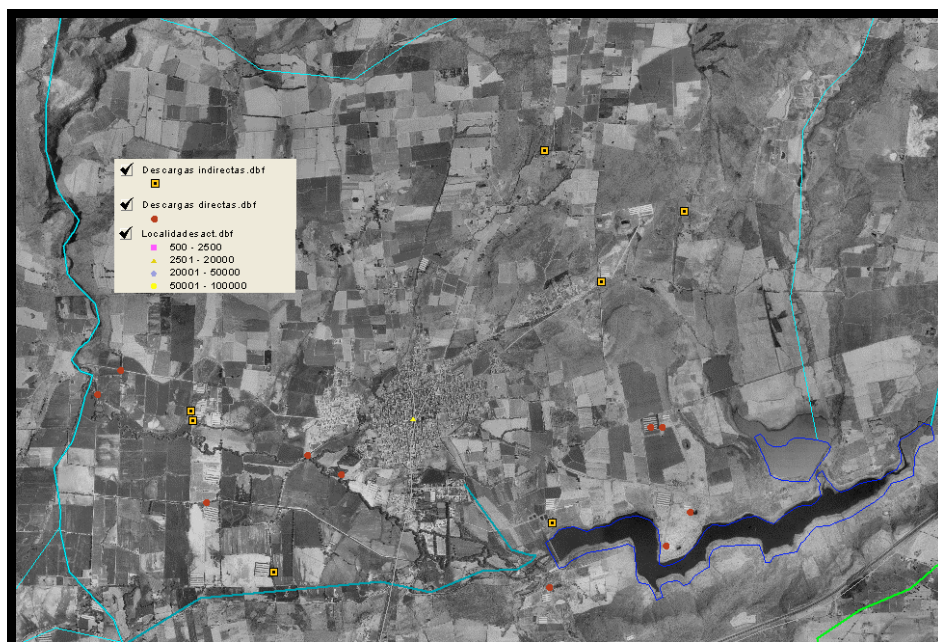 Descargas indirectas.dbf
Descargas directas.dbf
Localidadesact.dbf
500 - 2500
2501 - 20000
20001 - 50000
50001 - 100000